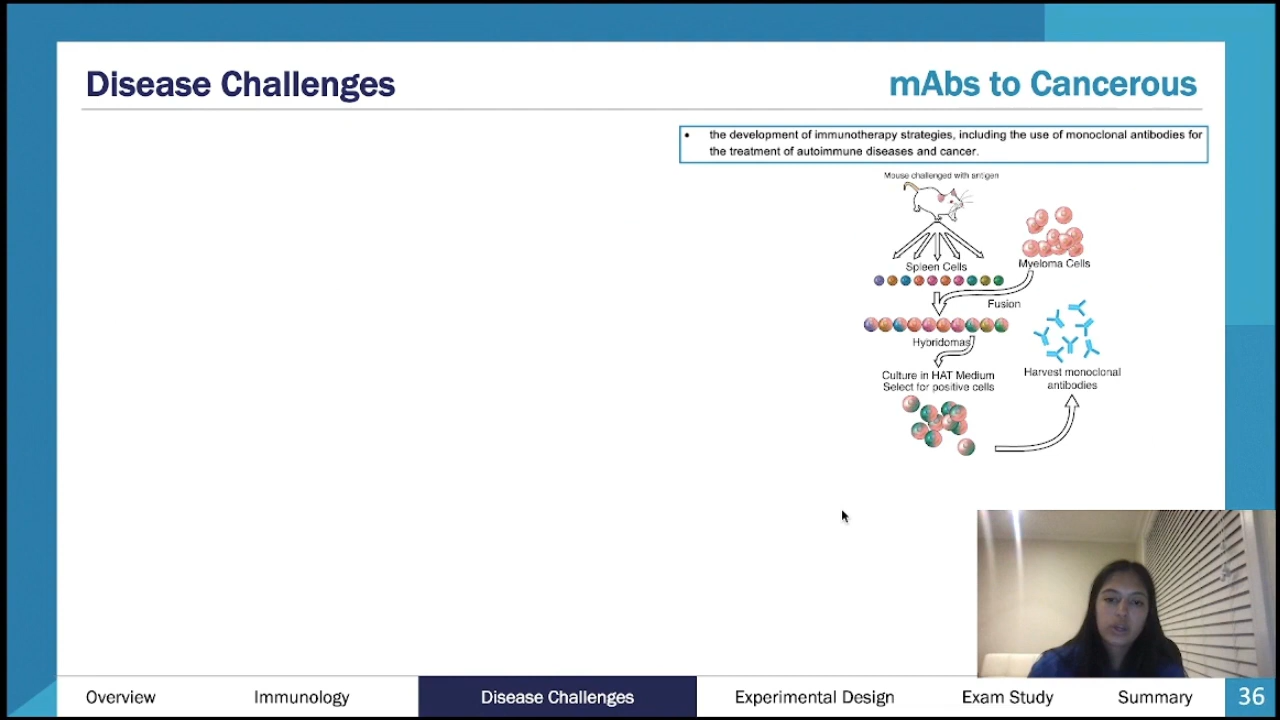 Disease Challenges
mAbs to Cancerous
• the development of immunotherapy strategies, including the use of monoclonal antibodies for
the treatment of autoimmune diseases and cancer.
Mouse challenged with antigen
Spleen Cells
Myeloma Cells
Fusion
Hybridomas
Culture in HAT Medium
Select for positive cells
Harvest monoclonal
antibodies
Overview
Immunology
Disease Challenges
Experimental Design
Exam Study
Summary
36